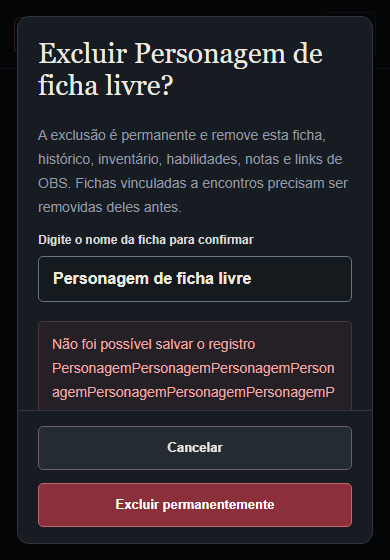 Excluir Personagem de
ficha livre?
A exclusão é permanente e remove esta ficha,
histórico, inventário, habilidades, notas e links de
OBS. Fichas vinculadas a encontros precisam ser
removidas deles antes.
Digite o nome da ficha para confirmar
Personagem de ficha livre
Não foi possível salvar o registro
PersonagemPersonagemPersonagemPerson
agemPersonagemPersonagemPersonagemP
Cancelar
Excluir permanentemente